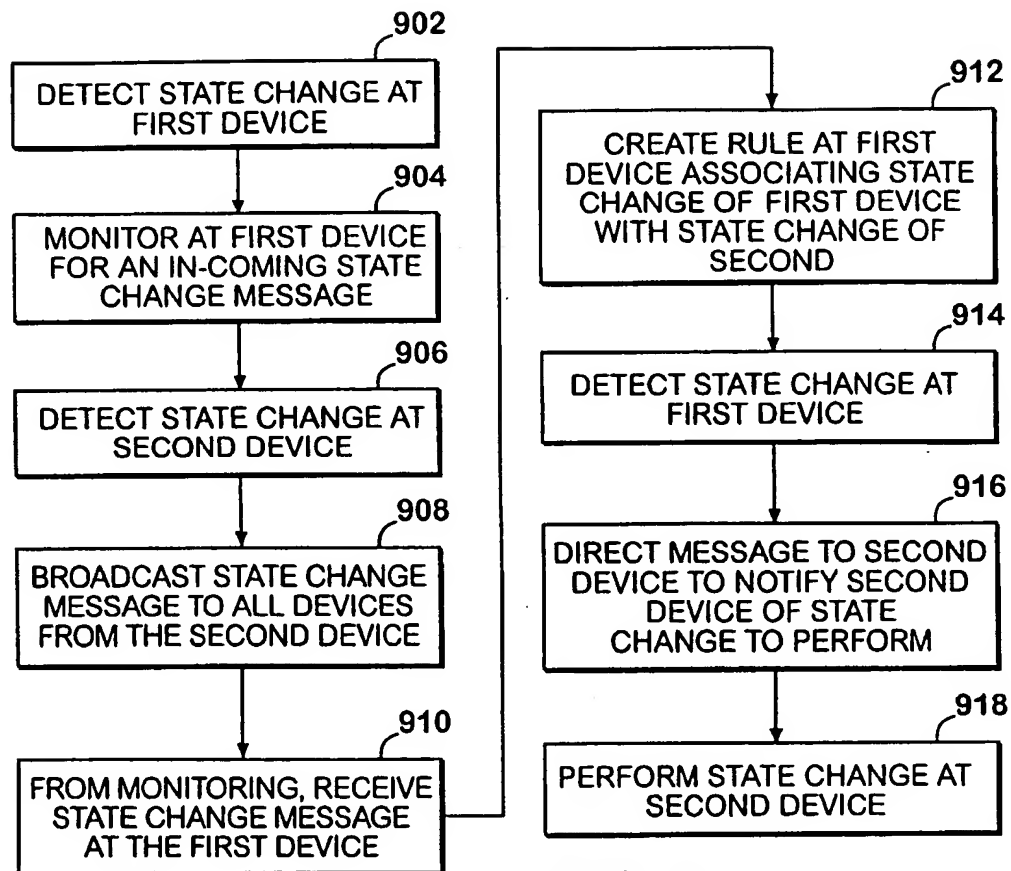 902
DETECT STATE CHANGE AT
FIRST DEVICE
904
MONITOR AT FIRST DEVICE
FOR AN IN-COMING STATE
CHANGE MESSAGE
906
DETECT STATE CHANGE AT
SECOND DEVICE
908
BROADCAST STATE CHANGE
MESSAGE TO ALL DEVICES
FROM THE SECOND DEVICE
910
FROM MONITORING, RECEIVE
STATE CHANGE MESSAGE
AT THE FIRST DEVICE
912
CREATE RULE AT FIRST
DEVICE ASSOCIATING STATE
CHANGE OF FIRST DEVICE
WITH STATE CHANGE OF
SECOND
914
DETECT STATE CHANGE AT
FIRST DEVICE
916
DIRECT MESSAGE TO SECOND
DEVICE TO NOTIFY SECOND
DEVICE OF STATE
CHANGE TO PERFORM
918
PERFORM STATE CHANGE AT
SECOND DEVICE